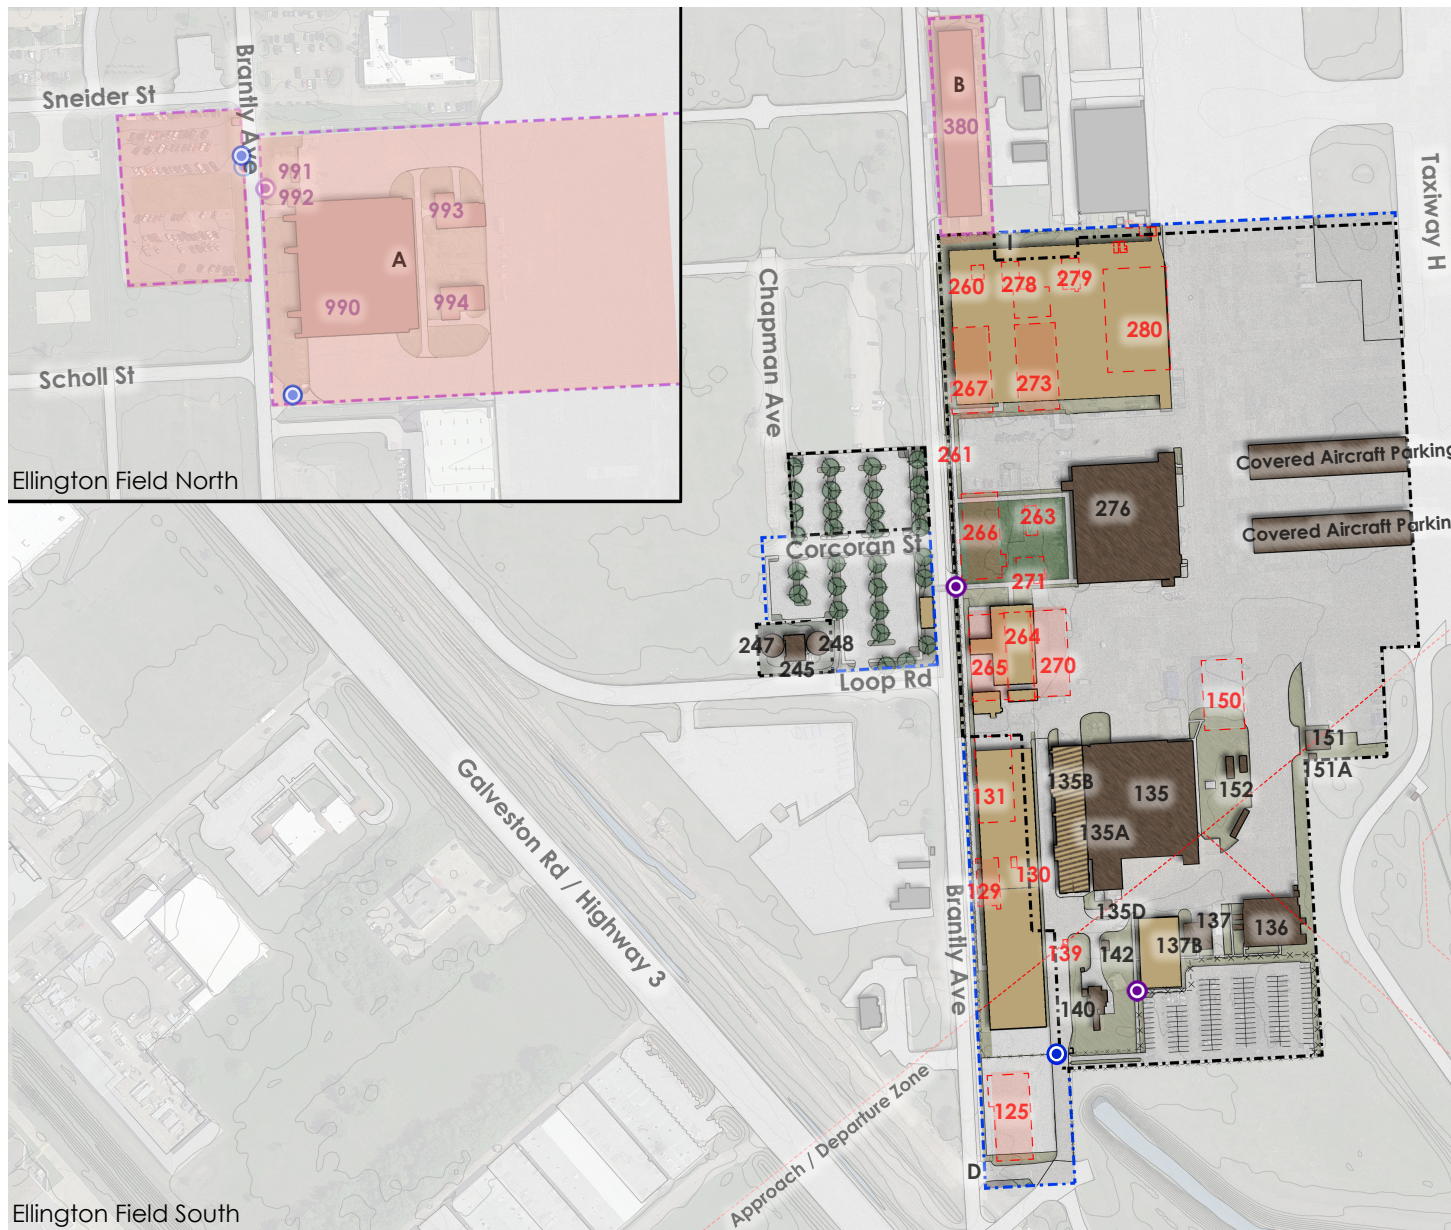 Sneider St
Brantly Ave
991
992
993
A
990
994
Scholl St
Ellington Field North
B
380
Taxiway H
I
260
278
279
280
267
273
Chapman Ave
261
Covered Aircraft Parking
276
263
266
Covered Aircraft Parkin
Corcoran St
271
264
247
248
245
265
270
Loop Rd
150
151
151A
135B
135
152
131
135A
Galveston Rd / Highway 3
130
129
Brantly Ave
135D
137
136
137B
139
142
140
125
Approach / Departure Zone
D
Ellington Field South